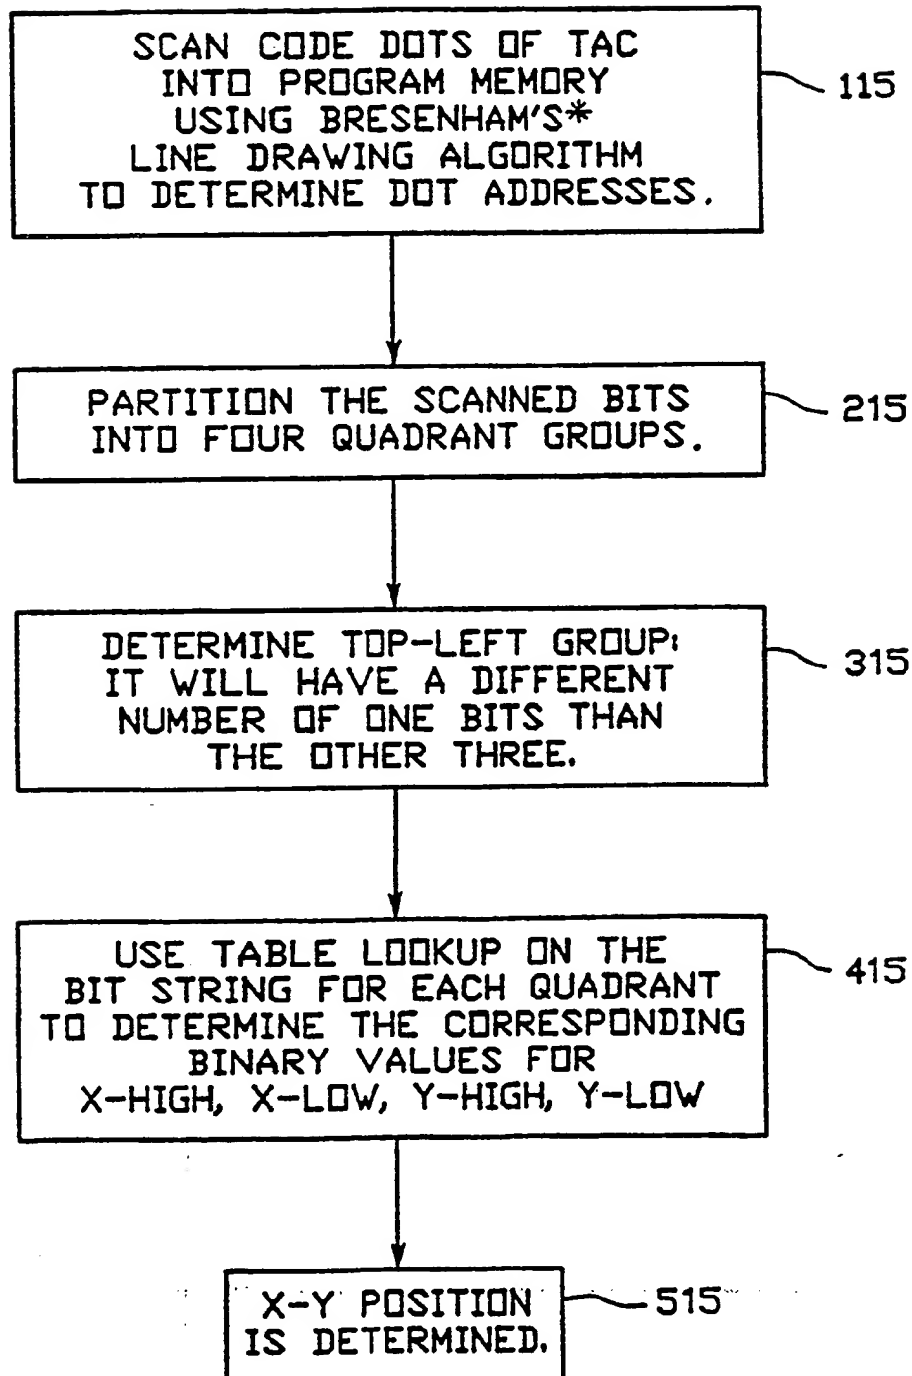 SCAN CODE DOTS OF TAC
INTO PROGRAM MEMORY
USING BRESENHAM'S*
LINE DRAWING ALGORITHM
TO DETERMINE DOT ADDRESSES.
115
PARTITION THE SCANNED BITS
INTO FOUR QUADRANT GROUPS.
215
DETERMINE TOP-LEFT GROUP:
IT WILL HAVE A DIFFERENT
NUMBER OF ONE BITS THAN
THE OTHER THREE.
315
USE TABLE LOOKUP ON THE
BIT STRING FOR EACH QUADRANT
TO DETERMINE THE CORRESPONDING
BINARY VALUES FOR
X-HIGH, X-LOW, Y-HIGH, Y-LOW
415
X-Y POSITION
IS DETERMINED.
515